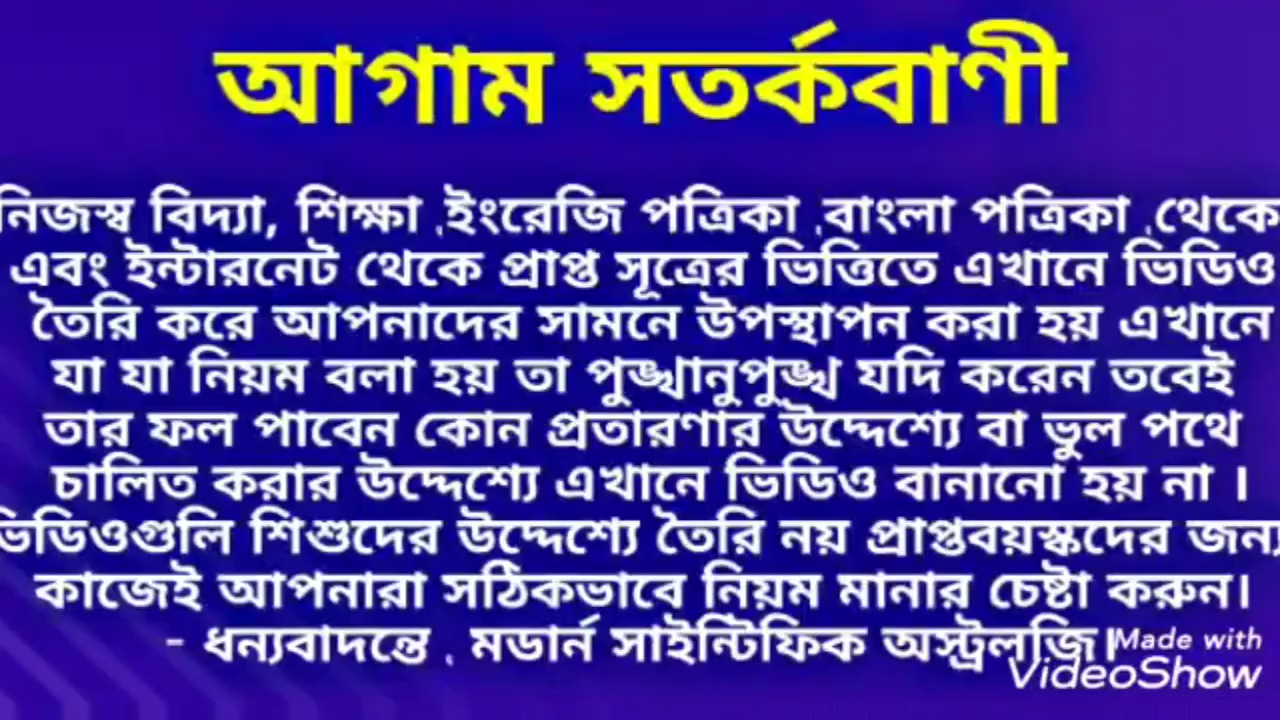 আগাম সতর্কবাণী
নিজস্ব বিদ্যা, শিক্ষা ,ইংরেজি পত্রিকা ,বাংলা পত্রিকা ,থেকে
এবং ইন্টারনেট থেকে প্রাপ্ত সূত্রের ভিত্তিতে এখানে ভিডিও
তৈরি করে আপনাদের সামনে উপস্থাপন করা হয় এখানে
যা যা নিয়ম বলা হয় তা পুঙ্খানুপুঙ্খ যদি করেন তবেই
তার ফল পাবেন কোন প্রতারণার উদ্দেশ্যে বা ভুল পথে
চালিত করার উদ্দেশ্যে এখানে ভিডিও বানানো হয় না ।
ভিডিওগুলি শিশুদের উদ্দেশ্যে তৈরি নয় প্রাপ্তবয়স্কদের জন্য
কাজেই আপনারা সঠিকভাবে নিয়ম মানার চেষ্টা করুন।
- ধন্যবাদন্তে , মডার্ন সাইন্টিফিক অস্ট্রলজি।
Made with
VideoShow